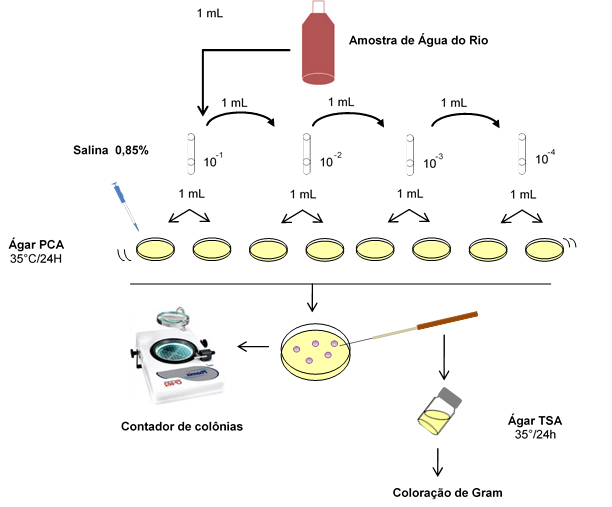 1 mL
Amostra de Água do Rio
1 mL
1 mL
1 mL
Salina 0,85%
10-1
10-2
10-3
10-4
1 mL
1 mL
1 mL
1 mL
Ágar PCA
35°C/24H
Contador de colônias
Ágar TSA
35°/24h
Coloração de Gram